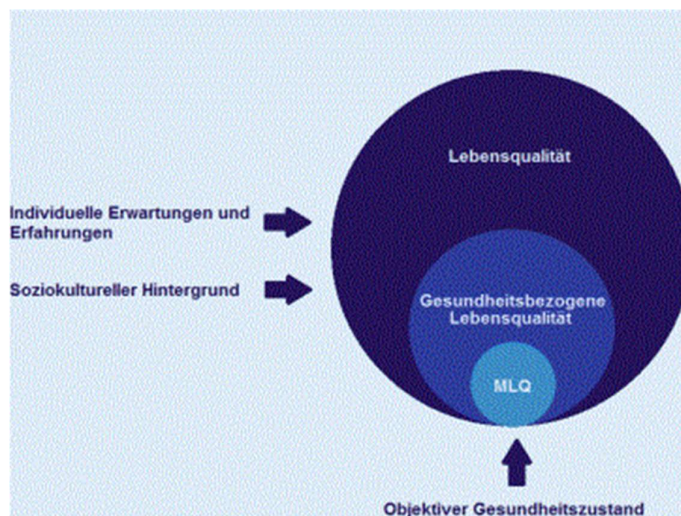 Lebensqualität
Individuelle Erwartungen und
Erfahrungen
Soziokultureller Hintergrund
Gesundheitsbezogene
Lebensqualität
MLQ
Objektiver Gesundheitszustand